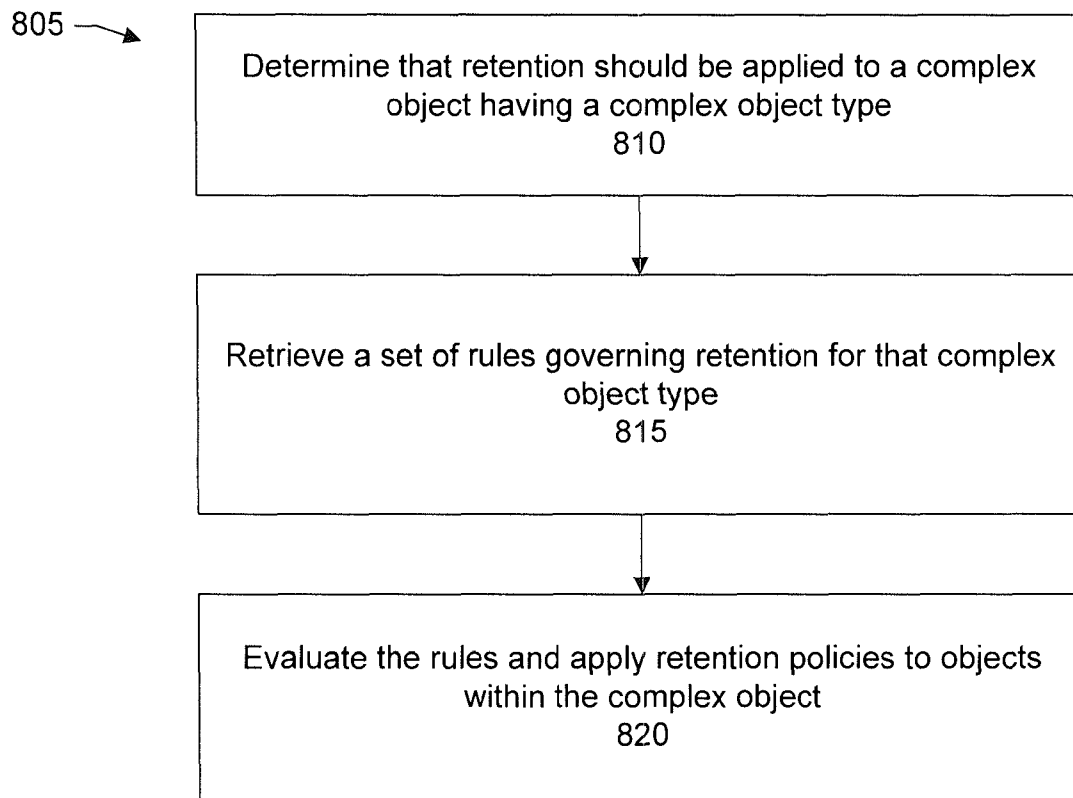 805
Determine that retention should be applied to a complex
object having a complex object type
810
Retrieve a set of rules governing retention for that complex
object type
815
Evaluate the rules and apply retention policies to objects
within the complex object
820